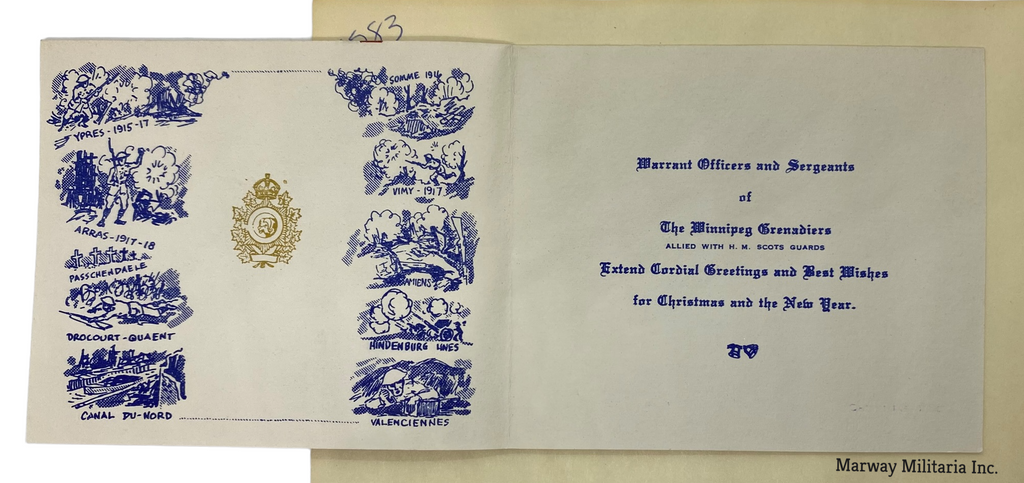 583
YPRES - 1915-17
ARRAS - 1917-18
PASSCHENDAELE
DROCOURT - QUAENT
CANAL DU-NORD
SOMME 1916
VIMY - 1917
AMIENS
HINDENBURG LINES
VALENCIENNES
Warrant Officers and Sergeants
of
The Winnipeg Grenadiers
ALLIED WITH H. M. SCOTS GUARDS
Extend Cordial Greetings and Best Wishes
for Christmas and the New Year.
Marway Militaria Inc.